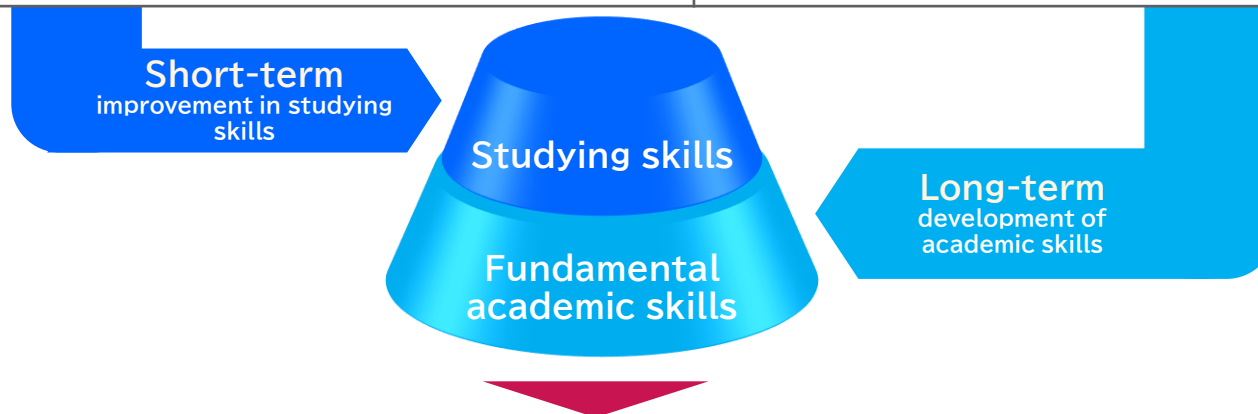 Short-term
improvement in studying
skills
Studying skills
Long-term
development of
academic skills
Fundamental
academic skills